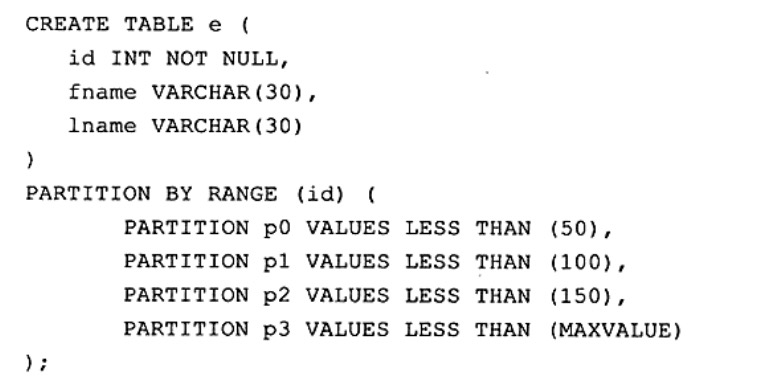 CREATE TABLE e (
id INT NOT NULL,
fname VARCHAR(30),
lname VARCHAR(30)
)
PARTITION BY RANGE (id) (
PARTITION p0 VALUES LESS THAN (50),
PARTITION p1 VALUES LESS THAN (100),
PARTITION p2 VALUES LESS THAN (150),
PARTITION p3 VALUES LESS THAN (MAXVALUE)
);